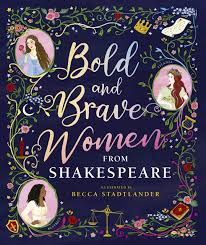 Bold
and
Brave
Women
FROM
SHAKESPEARE
ILLUSTRATED BY
BECCA STADTLANDER